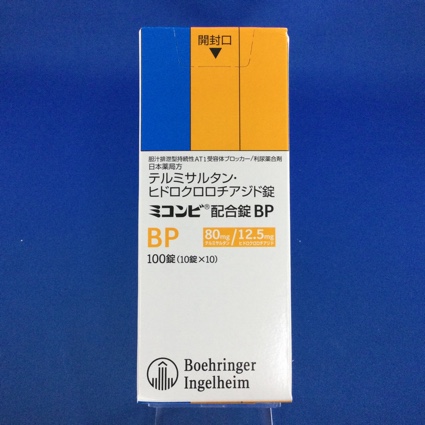 開封口
胆汁排泄型持続性AT1受容体ブロッカー/利尿薬合剤
日本薬局方
テルミサルタン・
ヒドロクロロチアジド錠
ミコンビ®配合錠 BP
BP 80mg/12.5mg
テルミサルタン ヒドロクロロチアジド
100錠(10錠×10)
Boehringer
Ingelheim